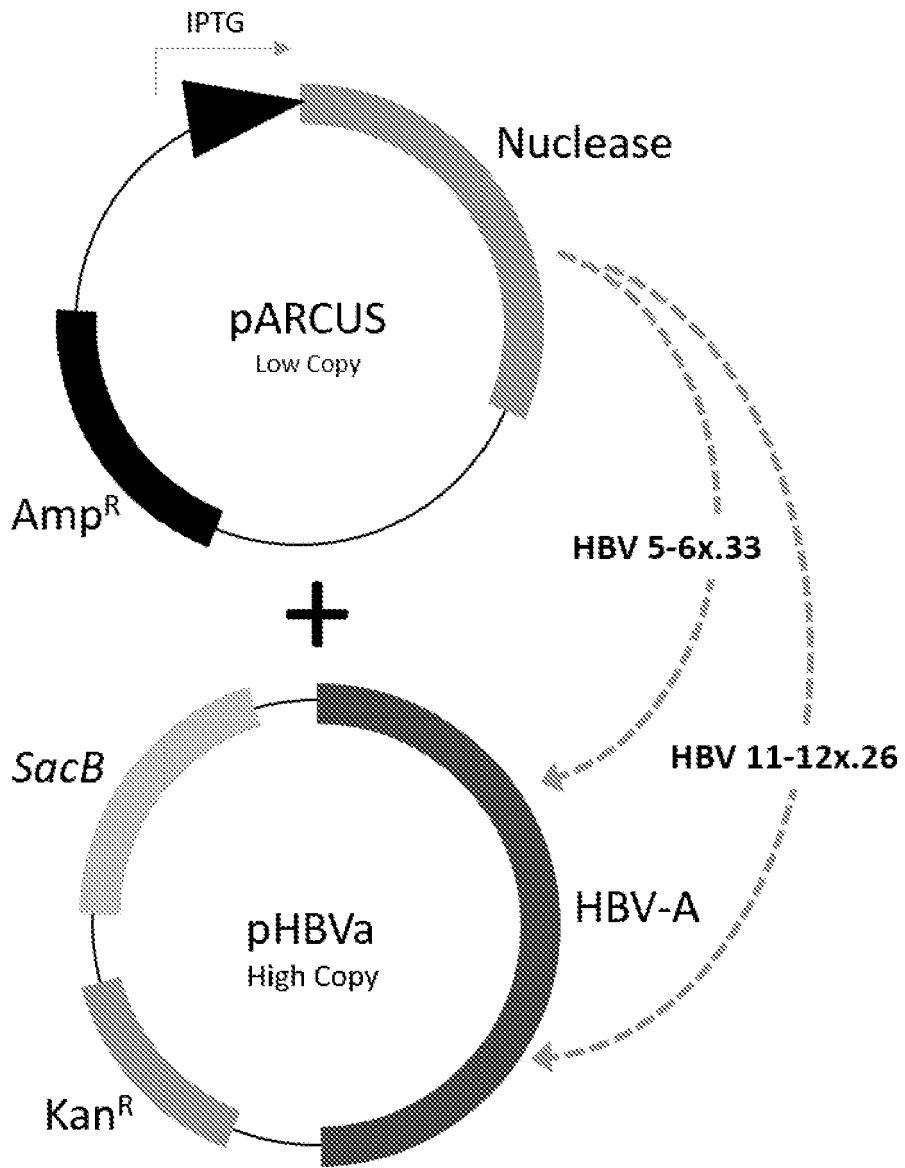 IPTG
Nuclease
pARCUS
Low Copy
Amp^R
HBV 5-6x.33
+
SacB
HBV 11-12x.26
HBV-A
pHBVa
High Copy
Kan^R